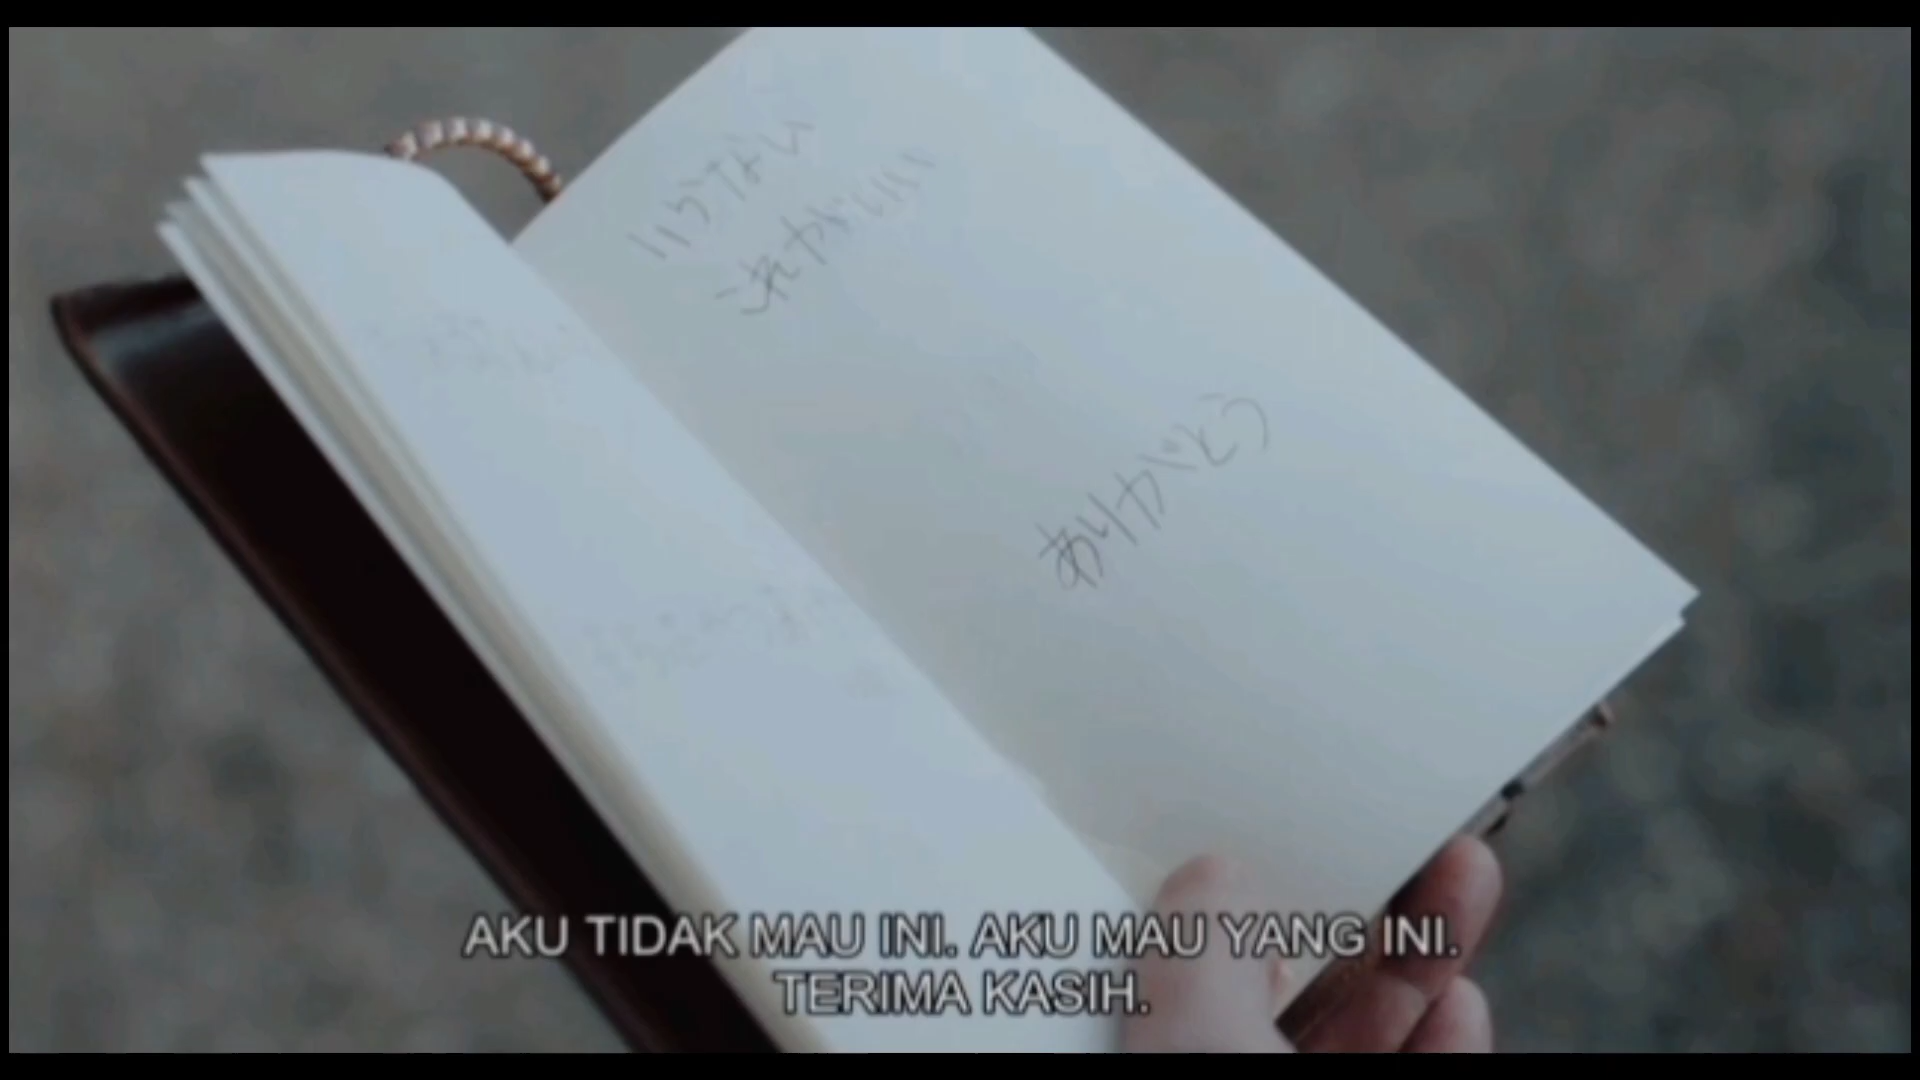 いらない
これがいい
ありがとう
AKU TIDAK MAU INI. AKU MAU YANG INI.
TERIMA KASIH.